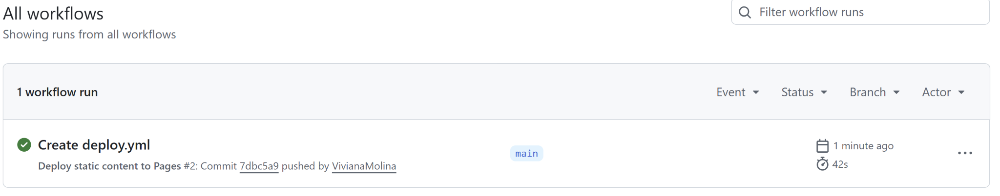 All workflows
Filter workflow runs
Showing runs from all workflows
1 workflow run
Event
Status
Branch
Actor
Create deploy.yml
main
1 minute ago
Deploy static content to Pages #2: Commit 7dbc5a9 pushed by VivianaMolina
42s